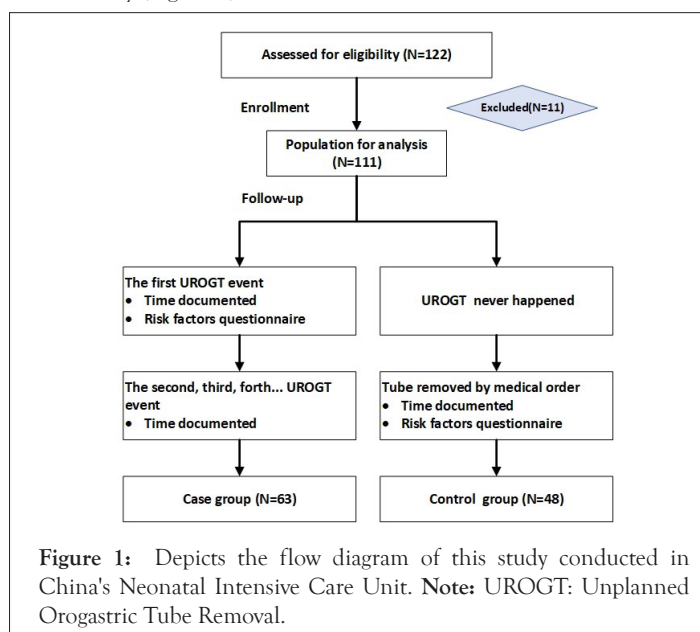 Assessed for eligibility (N=122)
Enrollment
Excluded(N=11)
Population for analysis
(N=111)
Follow-up
The first UROGT event
• Time documented
• Risk factors questionnaire
UROGT never happened
The second, third, forth... UROGT
event
• Time documented
Tube removed by medical order
• Time documented
• Risk factors questionnaire
Case group (N=63)
Control group (N=48)
Figure 1: Depicts the flow diagram of this study conducted in
China's Neonatal Intensive Care Unit. Note: UROGT: Unplanned
Orogastric Tube Removal.